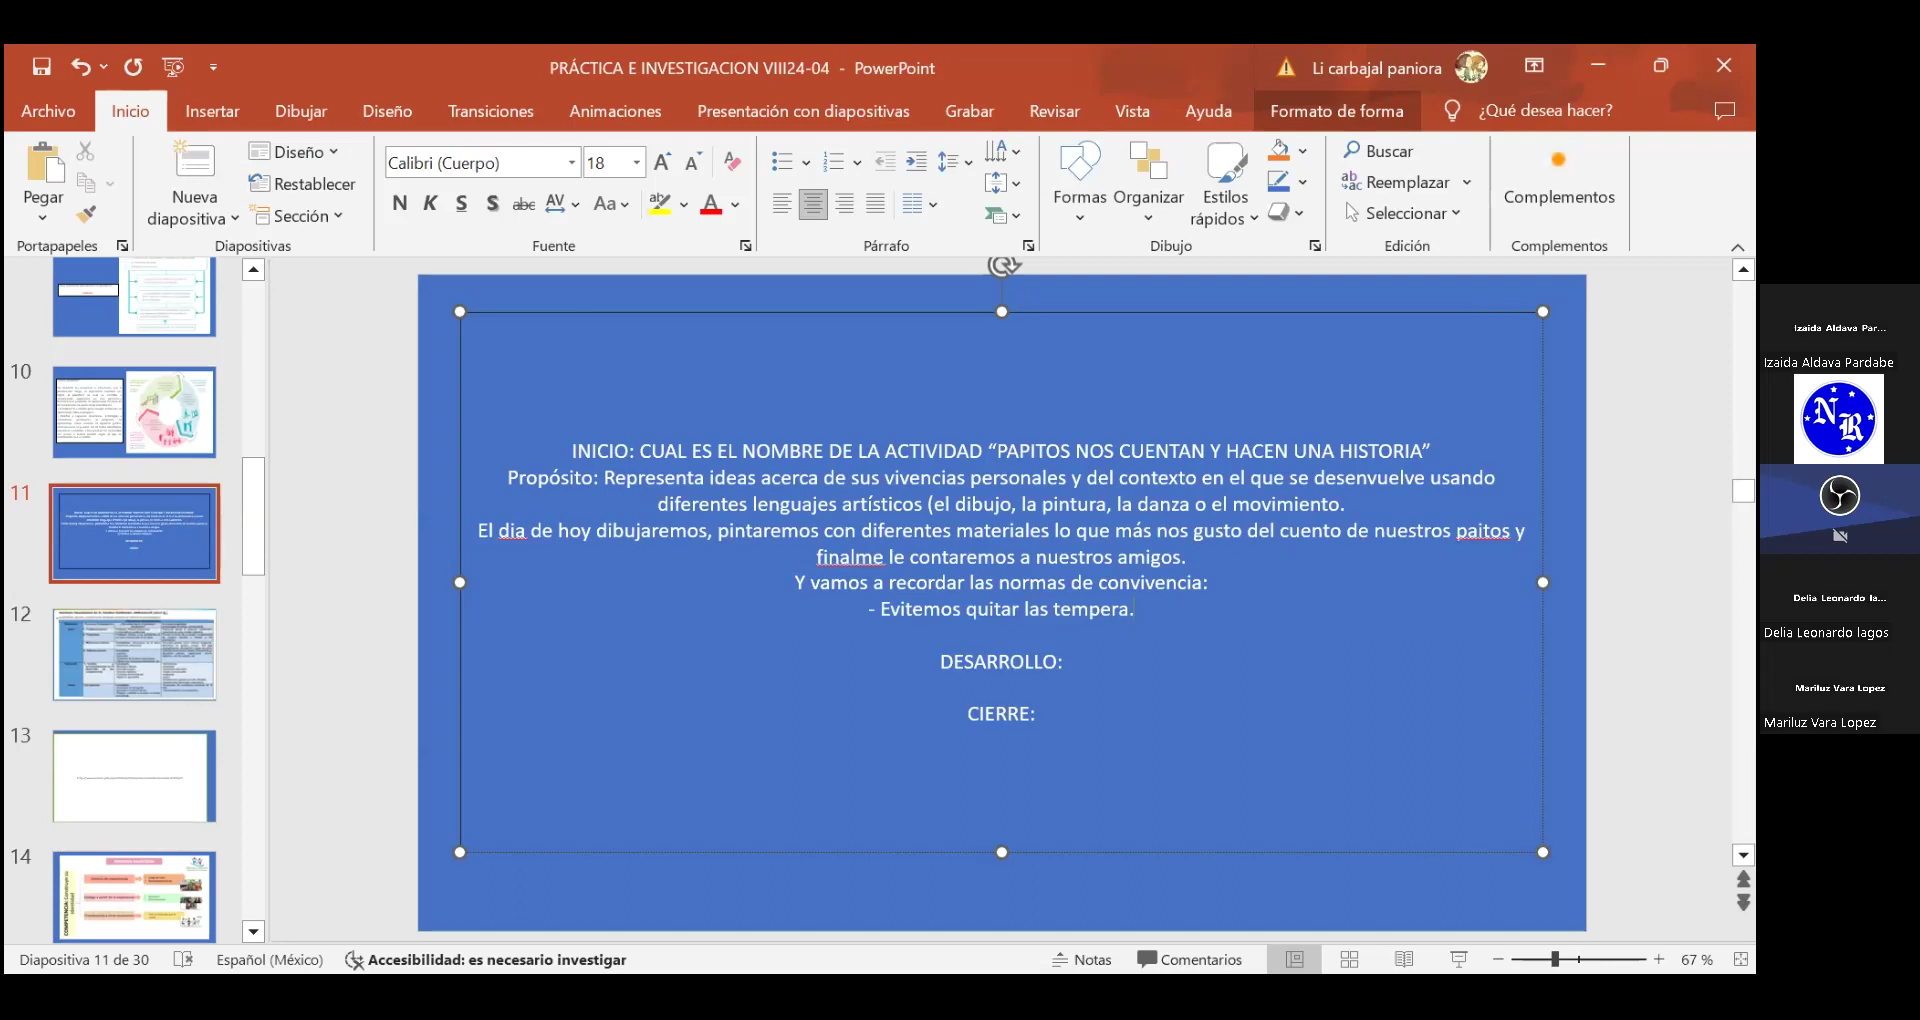 PRÁCTICA E INVESTIGACION VIII24-04 - PowerPoint
Li carbajal paniora
Archivo Inicio Insertar Dibujar Diseño Transiciones Animaciones Presentación con diapositivas Grabar Revisar Vista Ayuda Formato de forma ¿Qué desea hacer?
Pegar
Portapapeles
Nueva diapositiva
Diseño
Restablecer
Sección
Diapositivas
Calibri (Cuerpo) 18
N K S S abc AV Aa A
Fuente
Párrafo
Formas Organizar Estilos rápidos
Dibujo
Buscar
Reemplazar
Seleccionar
Edición
Complementos
Complementos
10
11
12
13
14
INICIO: CUAL ES EL NOMBRE DE LA ACTIVIDAD “PAPITOS NOS CUENTAN Y HACEN UNA HISTORIA”
Propósito: Representa ideas acerca de sus vivencias personales y del contexto en el que se desenvuelve usando
diferentes lenguajes artísticos (el dibujo, la pintura, la danza o el movimiento.
El dia de hoy dibujaremos, pintaremos con diferentes materiales lo que más nos gusto del cuento de nuestros paitos y
finalme le contaremos a nuestros amigos.
Y vamos a recordar las normas de convivencia:
- Evitemos quitar las tempera.
DESARROLLO:
CIERRE:
Izaida Aldava Par...
Izaida Aldava Pardabe
NR
Delia Leonardo la...
Delia Leonardo lagos
Mariluz Vara Lopez
Mariluz Vara Lopez
Diapositiva 11 de 30 Español (México) Accesibilidad: es necesario investigar Notas Comentarios 67 %